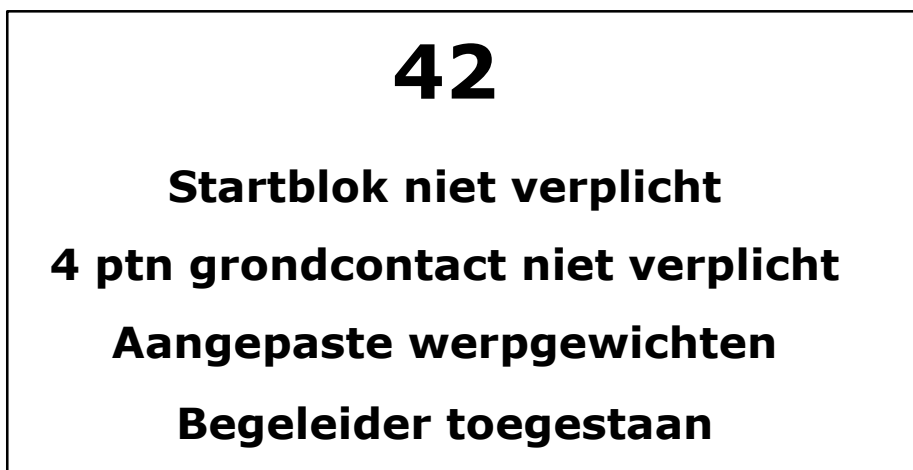 42
Startblok niet verplicht
4 ptn grondcontact niet verplicht
Aangepaste werpgewichten
Begeleider toegestaan